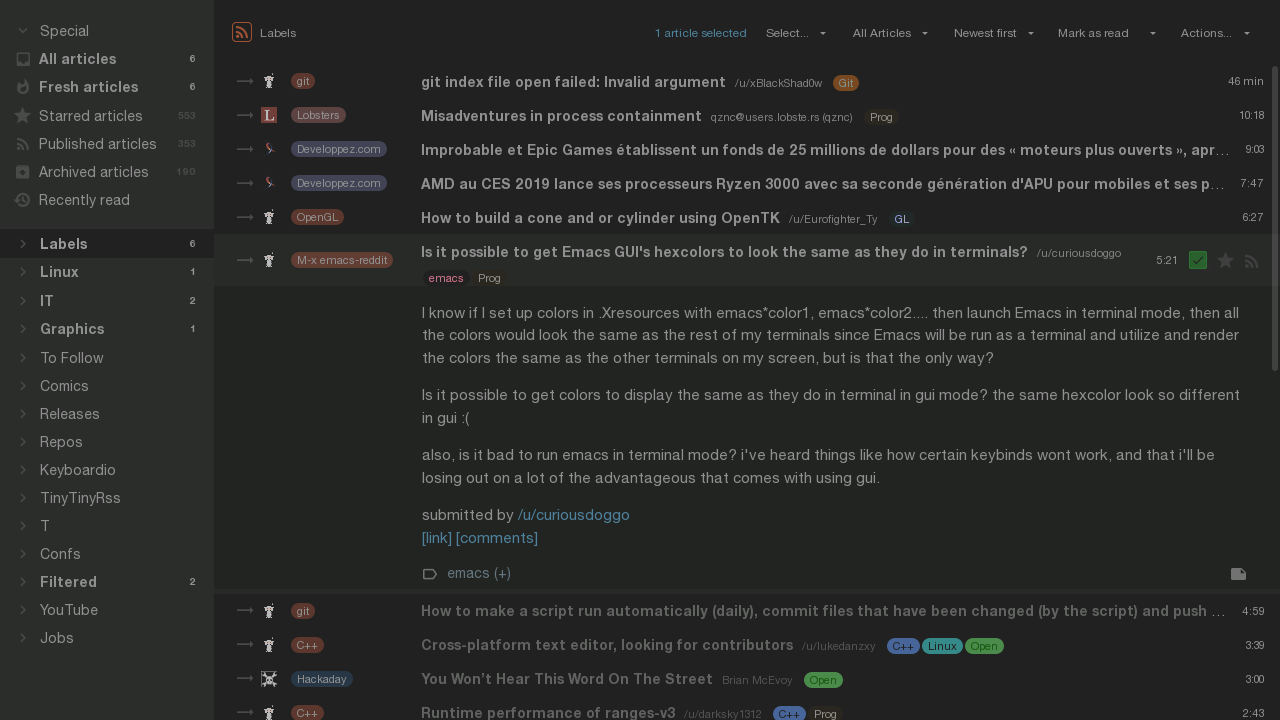 Special
All articles 6
Fresh articles 6
Starred articles 553
Published articles 353
Archived articles 190
Recently read
Labels 6
Linux 1
IT 2
Graphics 1
To Follow
Comics
Releases
Repos
Keyboardio
TinyTinyRss
T
Confs
Filtered 2
YouTube
Jobs
Labels 1 article selected Select... All Articles Newest first Mark as read Actions...
git git index file open failed: Invalid argument /u/xBlackShad0w Git 46 min
L Lobsters Misadventures in process containment qznc@users.lobste.rs (qznc) Prog 10:18
Developpez.com Improbable et Epic Games établissent un fonds de 25 millions de dollars pour des « moteurs plus ouverts », apr... 9:03
Developpez.com AMD au CES 2019 lance ses processeurs Ryzen 3000 avec sa seconde génération d'APU pour mobiles et ses p... 7:47
OpenGL How to build a cone and or cylinder using OpenTK /u/Eurofighter_Ty GL 6:27
M-x emacs-reddit Is it possible to get Emacs GUI's hexcolors to look the same as they do in terminals? /u/curiousdoggo 5:21
emacs Prog
I know if I set up colors in .Xresources with emacs*color1, emacs*color2.... then launch Emacs in terminal mode, then all
the colors would look the same as the rest of my terminals since Emacs will be run as a terminal and utilize and render
the colors the same as the other terminals on my screen, but is that the only way?
Is it possible to get colors to display the same as they do in terminal in gui mode? the same hexcolor look so different
in gui :(
also, is it bad to run emacs in terminal mode? i've heard things like how certain keybinds wont work, and that i'll be
losing out on a lot of the advantageous that comes with using gui.
submitted by /u/curiousdoggo
[link] [comments]
emacs (+)
git How to make a script run automatically (daily), commit files that have been changed (by the script) and push ... 4:59
C++ Cross-platform text editor, looking for contributors /u/lukedanzxy C++ Linux Open 3:39
Hackaday You Won't Hear This Word On The Street Brian McEvoy Open 3:00
C++ Runtime performance of ranges-v3 /u/darksky1312 C++ Prog 2:43